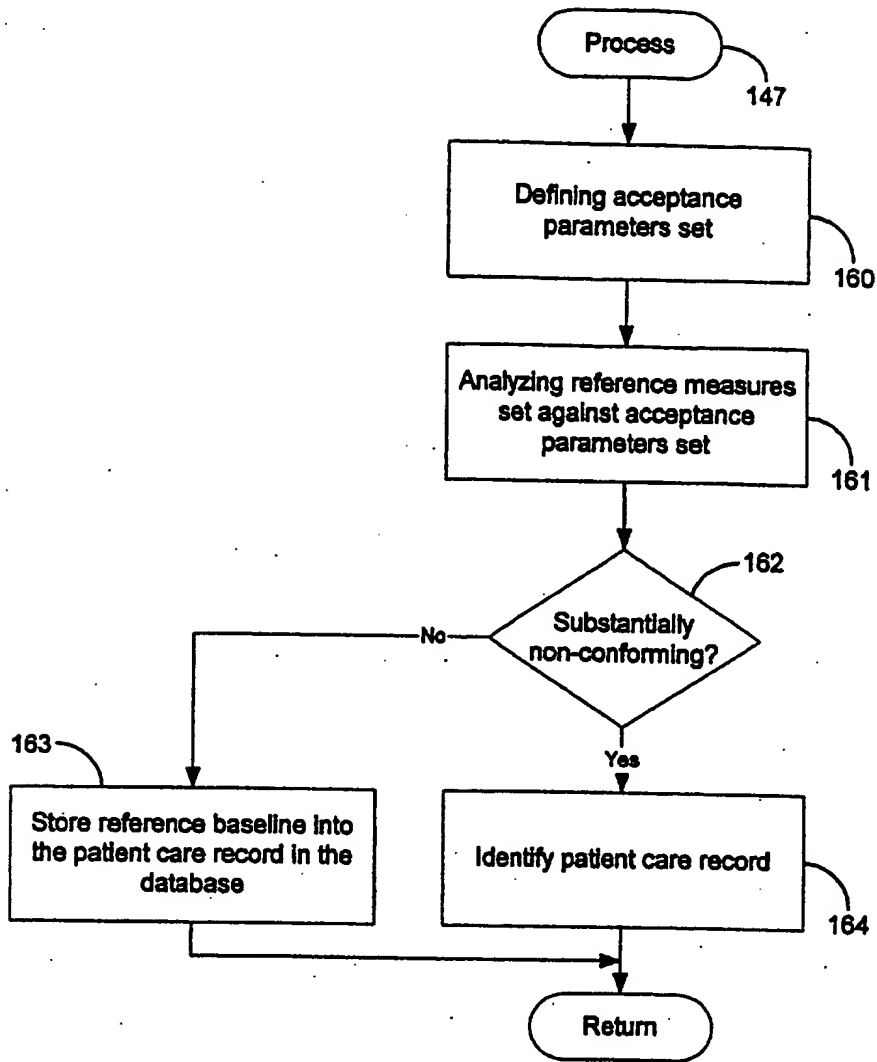 Process
147
Defining acceptance
parameters set
160
Analyzing reference measures
set against acceptance
parameters set
161
162
Substantially
non-conforming?
No
Yes
163
Store reference baseline into
the patient care record in the
database
Identify patient care record
164
Return